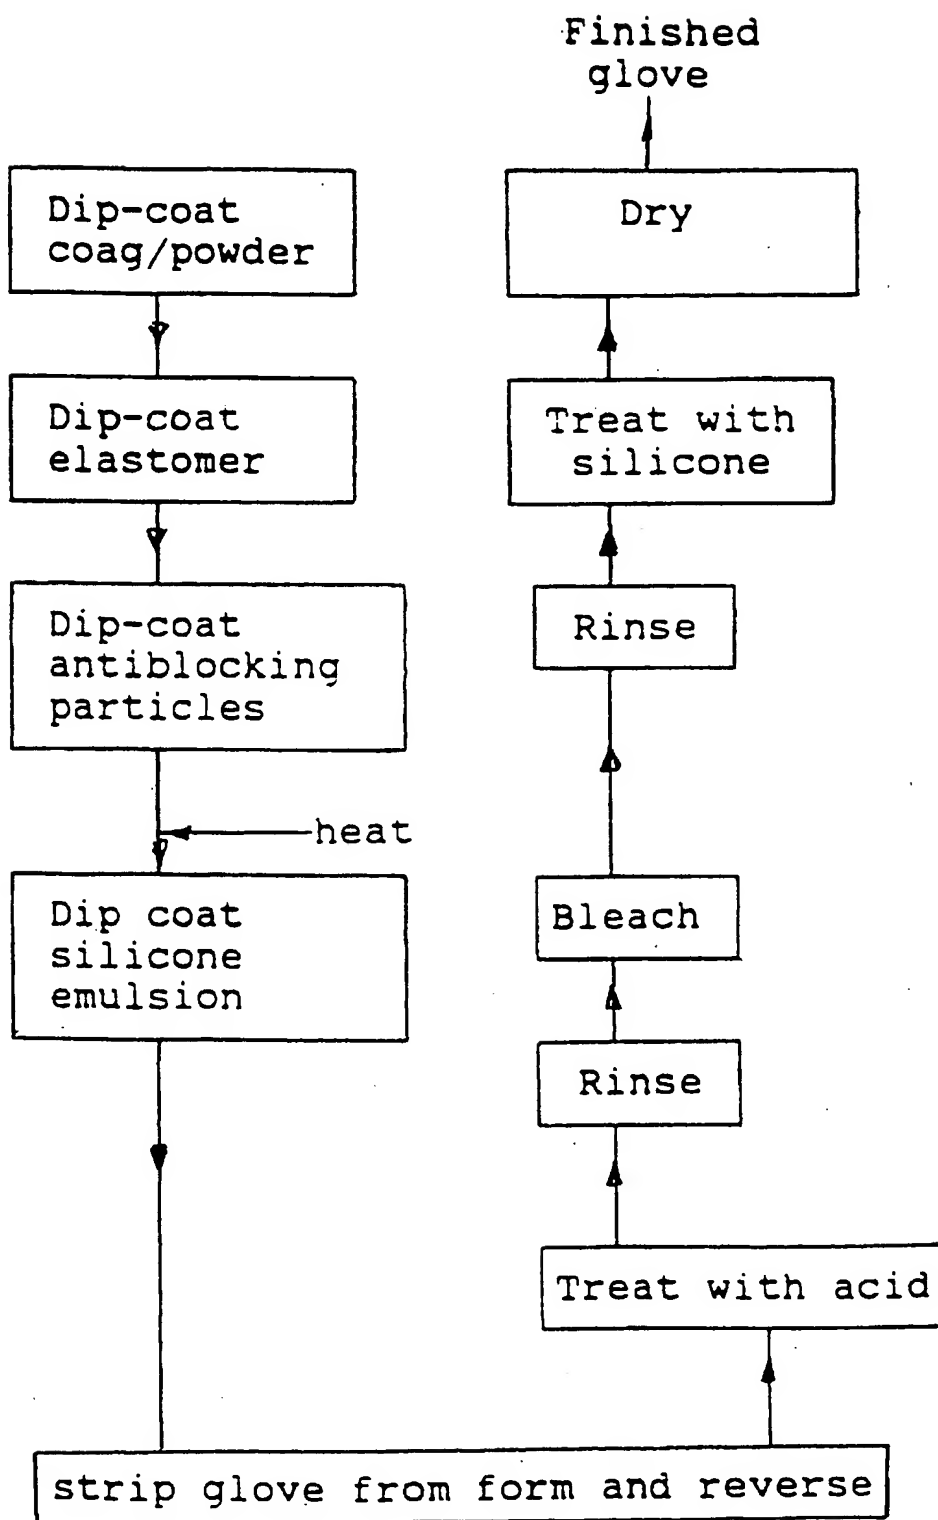 Dip-coat
coag/powder
Dip-coat
elastomer
Dip-coat
antiblocking
particles
heat
Dip coat
silicone
emulsion
strip glove from form and reverse
Treat with acid
Rinse
Bleach
Rinse
Treat with
silicone
Dry
Finished
glove